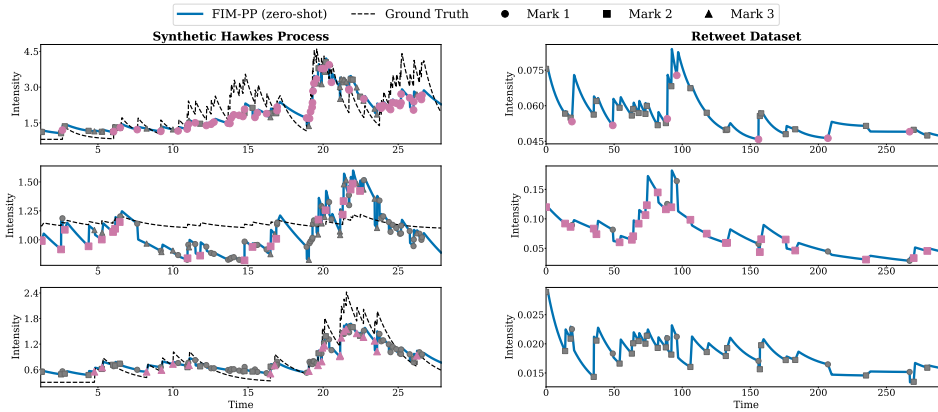 FIM-PP (zero-shot) Ground Truth Mark 1 Mark 2 Mark 3
Synthetic Hawkes Process
Intensity
4.5
3.0
1.5
5 10 15 20 25
Intensity
1.50
1.25
1.00
5 10 15 20 25
Intensity
2.4
1.8
1.2
0.6
5 10 15 20 25
Time
Retweet Dataset
Intensity
0.075
0.060
0.045
0 50 100 150 200 250
Intensity
0.15
0.10
0.05
0 50 100 150 200 250
Intensity
0.025
0.020
0.015
0 50 100 150 200 250
Time